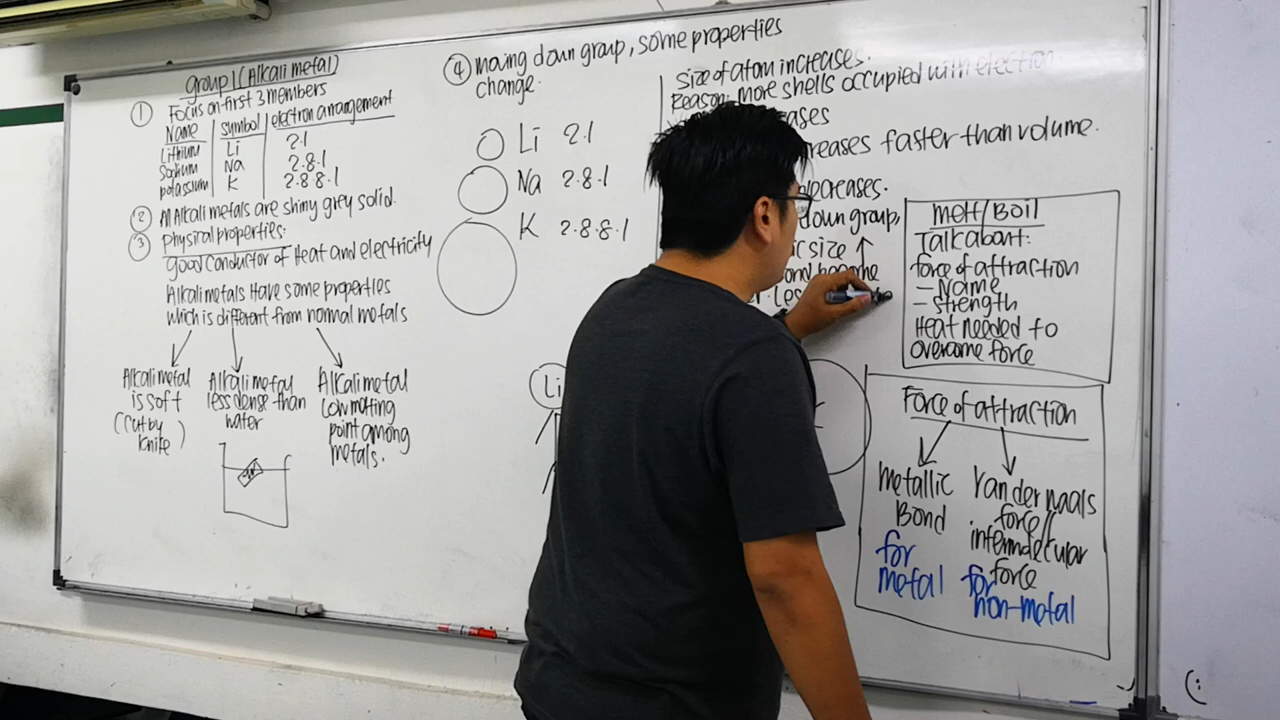 Group 1 (Alkali metal)
① Focus on first 3 members
Name symbol electron arrangement
Lithium Li 2.1
Sodium Na 2.8.1
potassium K 2.8.8.1
② All Alkali metals are shiny grey solid.
③ Physical properties:
good conductor of Heat and electricity
Alkali metals Have some properties
which is different from normal metals
Alkali metal
is soft
(cut by
knife)
Alkali metal
less dense than
water
Alkali metal
Low melting
point among
metals.
④ moving down group, some properties
change.
Li 2.1
Na 2.8.1
K 2.8.8.1
Li
size of atom increases.
Reason: more shells occupied with electron
increases faster than volume.
decreases.
down group,
size ↑
become
Less
Melt/Boil
Talk about:
Force of attraction
– Name
– strength
Heat needed to
overcome force
Force of attraction
Metallic
Bond
for
metal
Van der Waals
force//
intermolecular
force
for
non-metal